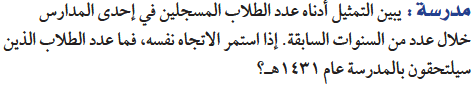 مدرسة : يبين التمثيل أدناه عدد الطلاب المسجلين في إحدى المدارس
خلال عدد من السنوات السابقة. إذا استمر الاتجاه نفسه، فما عدد الطلاب الذين
سيلتحقون بالمدرسة عام ١٤٣١هـ؟